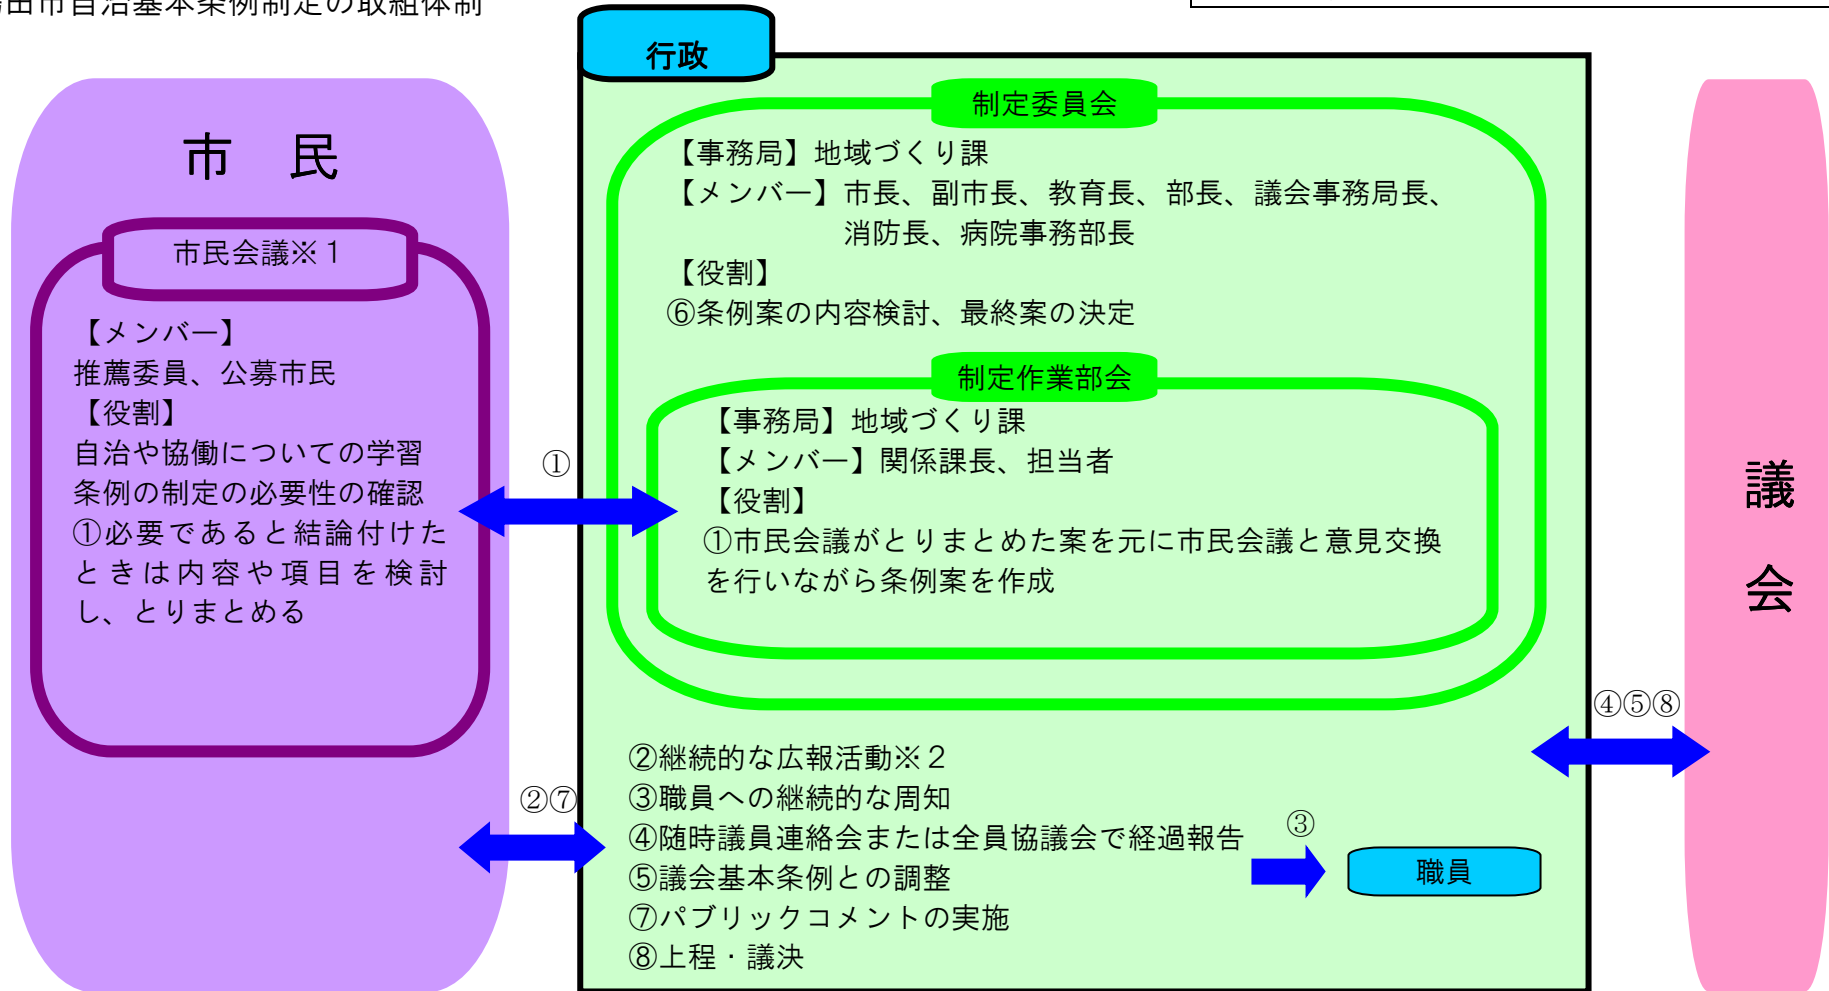 田市自治基本条例制定の取組体制
行政
市　民
市民会議※１
【メンバー】
推薦委員、公募市民
【役割】
自治や協働についての学習
条例の制定の必要性の確認
①必要であると結論付けた
ときは内容や項目を検討
し、とりまとめる
制定委員会
【事務局】地域づくり課
【メンバー】市長、副市長、教育長、部長、議会事務局長、
消防長、病院事務部長
【役割】
⑥条例案の内容検討、最終案の決定
制定作業部会
【事務局】地域づくり課
【メンバー】関係課長、担当者
【役割】
①市民会議がとりまとめた案を元に市民会議と意見交換
を行いながら条例案を作成
①
②⑦
②継続的な広報活動※２
③職員への継続的な周知
④随時議員連絡会または全員協議会で経過報告
⑤議会基本条例との調整
⑦パブリックコメントの実施
⑧上程・議決
③
職員
④⑤⑧
議
会